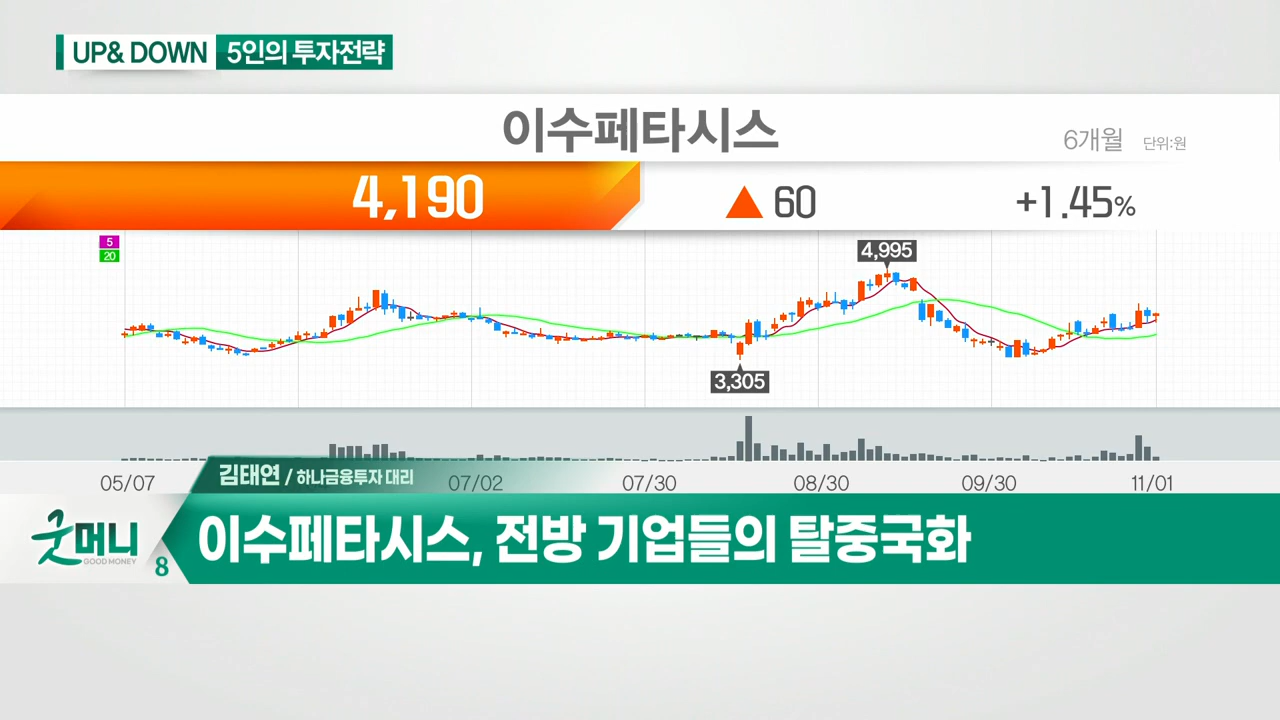 UP& DOWN 5인의 투자전략
이수페타시스
6개월 단위:원
4,190 ▲ 60 +1.45%
5
20
4,995
3,305
05/07 07/02 07/30 08/30 09/30 11/01
김태연 / 하나금융투자 대리
굿머니
GOOD MONEY
8
이수페타시스, 전방 기업들의 탈중국화